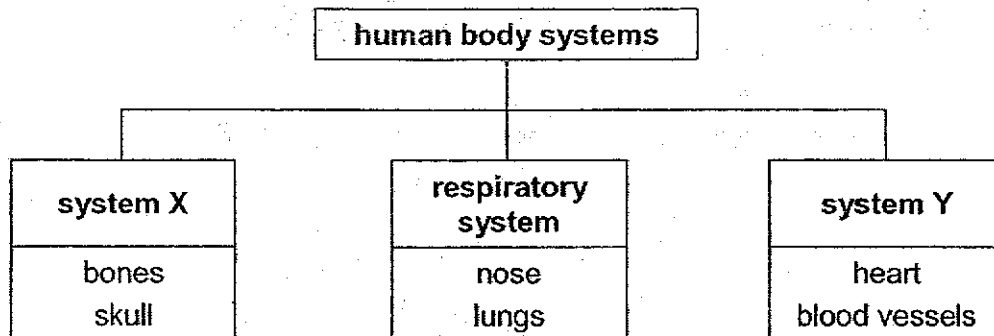 human body systems
system X
bones
skull
respiratory
system
nose
lungs
system Y
heart
blood vessels